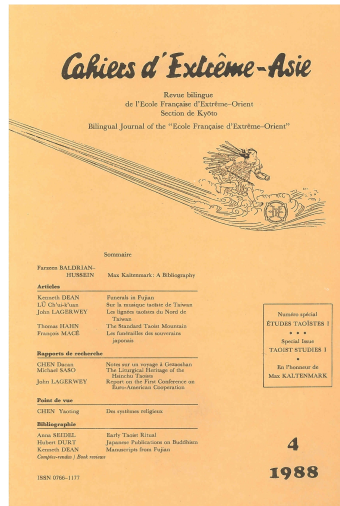 Cahiers d'Extrême-Asie
Revue bilingue
de l'Ecole Française d'Extrême-Orient
Section de Kyôto
Bilingual Journal of the "Ecole Française d'Extrême-Orient"
Sommaire
Farzeen BALDRIAN-
HUSSEIN Max Kaltenmark: A Bibliography
Articles
Kenneth DEAN Funerals in Fujian
LÜ Ch'ui-k'uan Sur la musique taoïste de Taiwan
John LAGERWEY Les lignées taoïstes du Nord de
Taiwan
Thomas HAHN The Standard Taoist Mountain
François MACÉ Les funérailles des souverains
japonais
Rapports de recherche
CHEN Dacan Notes sur un voyage à Gezaoshan
Michael SASO The Liturgical Heritage of the
Hsinchu Taoists
John LAGERWEY Report on the First Conference on
Euro-American Cooperation
Point de vue
CHEN Yaoting Des systèmes religieux
Bibliographie
Anna SEIDEL Early Taoist Ritual
Hubert DURT Japanese Publications on Buddhism
Kenneth DEAN Manuscripts from Fujian
Comptes-rendus / Book reviews
ISSN 0766-1177
Numéro spécial
ÉTUDES TAOÏSTES I
Special Issue
TAOIST STUDIES I
En l'honneur de
Max KALTENMARK
4
1988